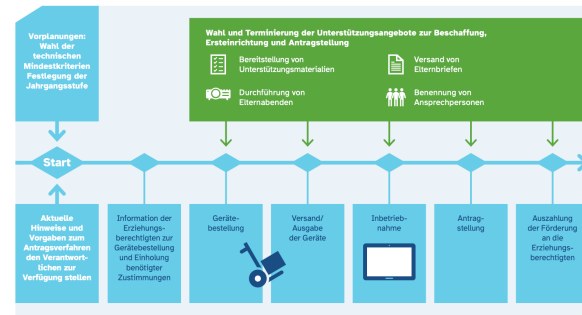 Vorplanungen:
Wahl der
technischen
Mindestkriterien
Festlegung der
Jahrgangsstufe
Wahl und Terminierung der Unterstützungsangebote zur Beschaffung,
Ersteinrichtung und Antragstellung
Bereitstellung von
Unterstützungsmaterialien
Versand von
Elternbriefen
Durchführung von
Elternabenden
Benennung von
Ansprechpersonen
Start
Aktuelle
Hinweise und
Vorgaben zum
Antragsverfahren
den Verantwort-
lichen zur
Verfügung stellen
Information der
Erziehungs-
berechtigten zur
Gerätebestellung
und Einholung
benötigter
Zustimmungen
Geräte-
bestellung
Versand/
Ausgabe
der Geräte
Inbetrieb-
nahme
Antrag-
stellung
Auszahlung
der Förderung
an die
Erziehungs-
berechtigten